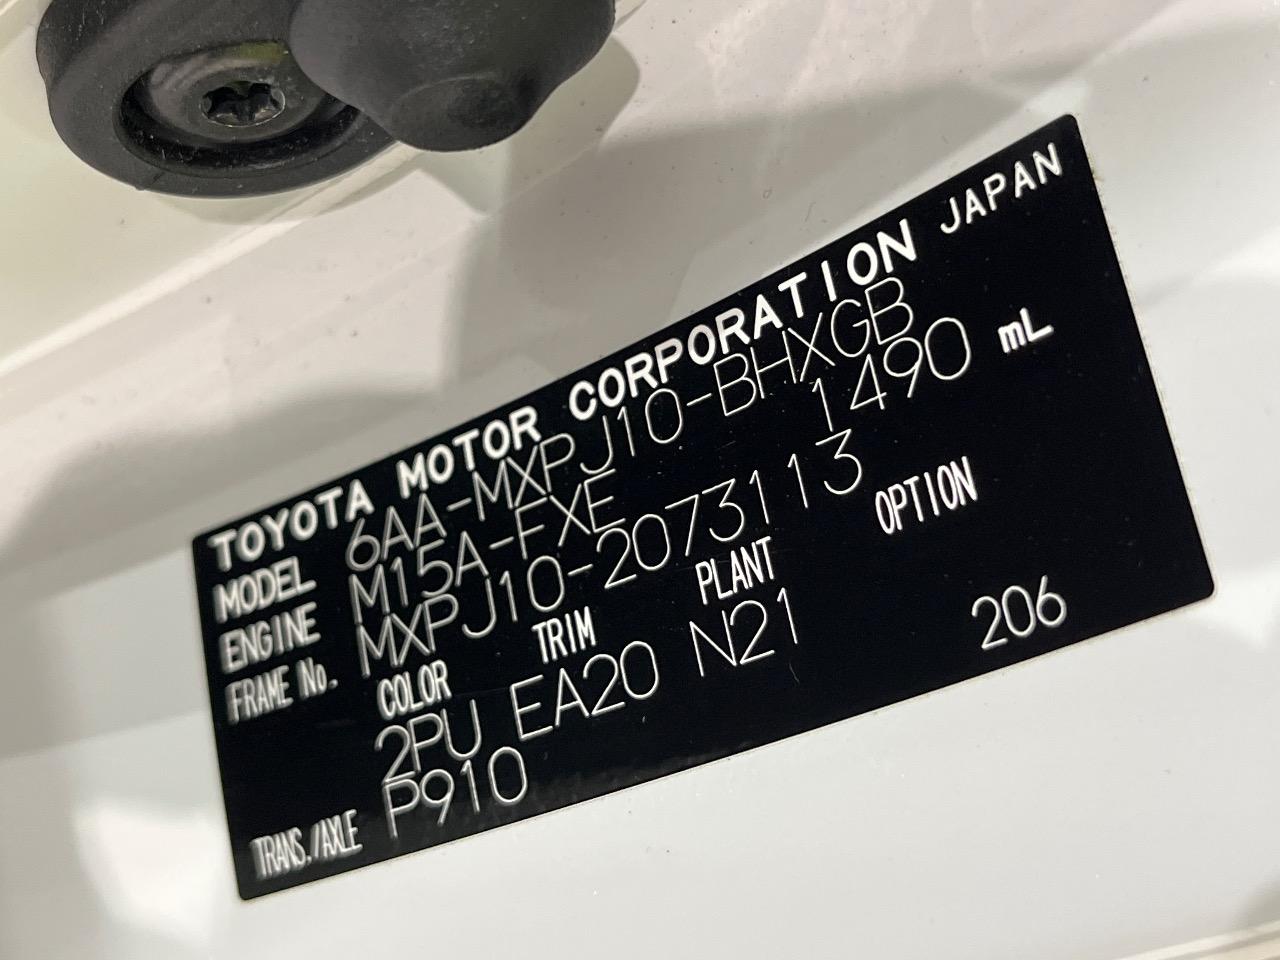 TOYOTA MOTOR CORPORATION JAPAN
MODEL 6AA-MXPJ10-BHXGB
ENGINE M15A-FXE 1490 mL
FRAME No. MXPJ10-2073113
COLOR TRIM PLANT OPTION
2PU EA20 N21 206
TRANS./AXLE P910